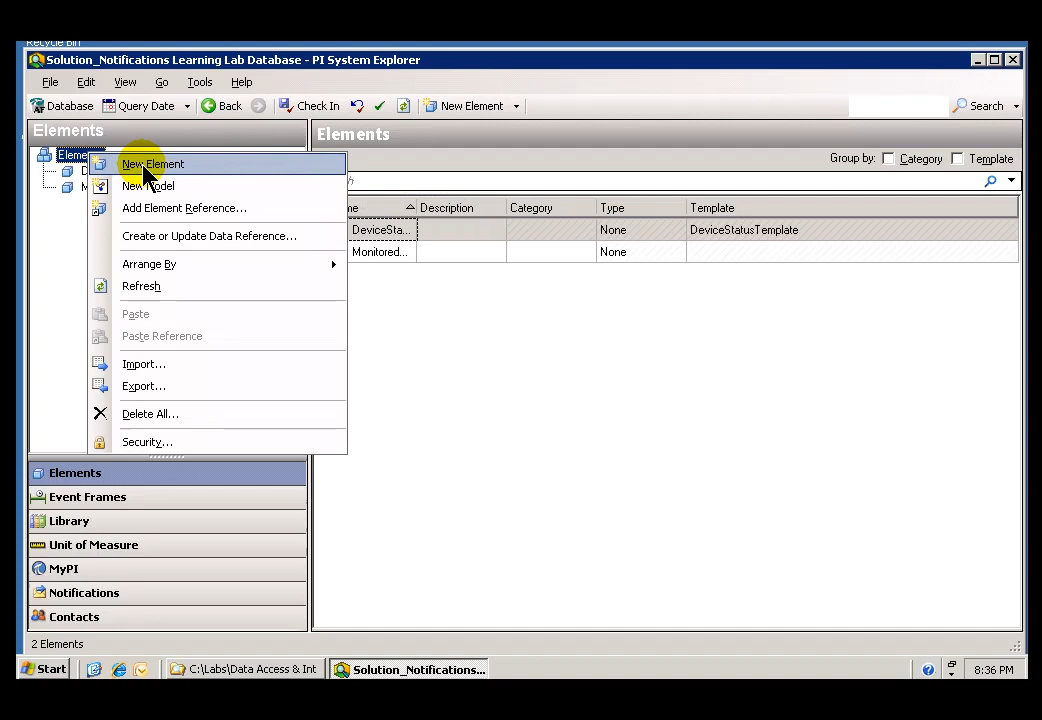 Recycle Bin
Solution_Notifications Learning Lab Database - PI System Explorer
File Edit View Go Tools Help
Database Query Date Back Check In New Element Search
Elements
Elements
Group by: Category Template
Description Category Type Template
DeviceSta... None DeviceStatusTemplate
Monitored... None
New Element
New Model
Add Element Reference...
Create or Update Data Reference...
Arrange By
Refresh
Paste
Paste Reference
Import...
Export...
Delete All...
Security...
Elements
Event Frames
Library
Unit of Measure
MyPI
Notifications
Contacts
2 Elements
Start C:\Labs\Data Access & Int Solution_Notifications... 8:36 PM